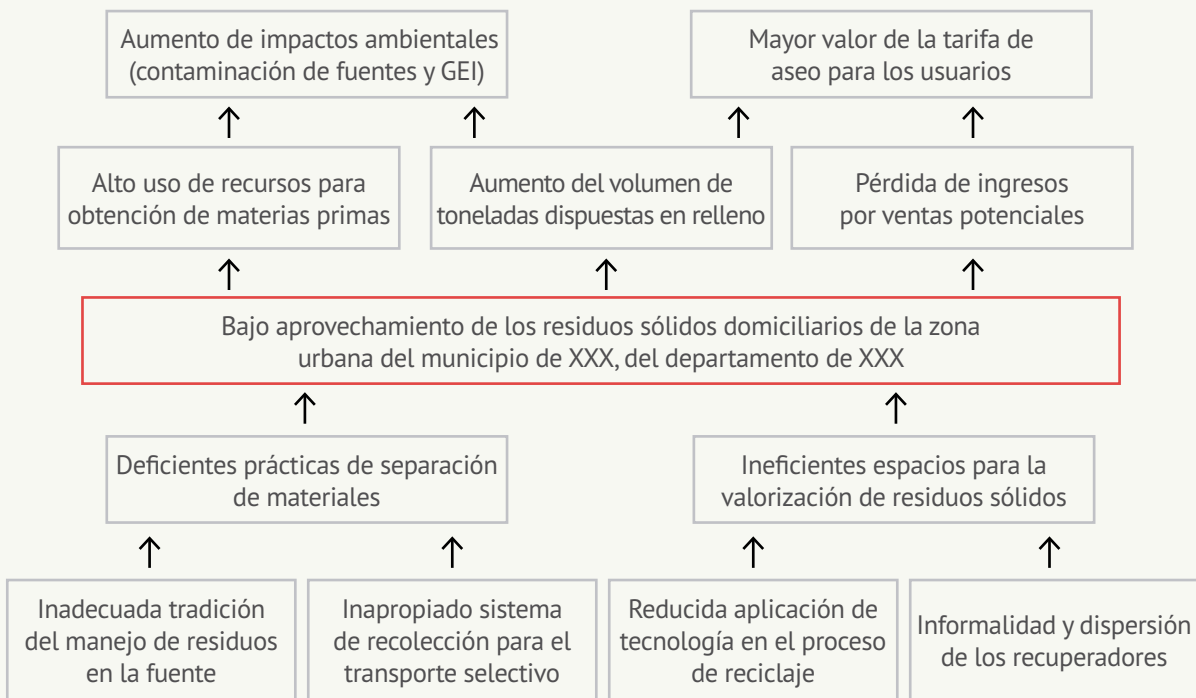 Aumento de impactos ambientales
(contaminación de fuentes y GEI)
Mayor valor de la tarifa de
aseo para los usuarios
Alto uso de recursos para
obtención de materias primas
Aumento del volumen de
toneladas dispuestas en relleno
Pérdida de ingresos
por ventas potenciales
Bajo aprovechamiento de los residuos sólidos domiciliarios de la zona
urbana del municipio de XXX, del departamento de XXX
Deficientes prácticas de separación
de materiales
Ineficientes espacios para la
valorización de residuos sólidos
Inadecuada tradición
del manejo de residuos
en la fuente
Inapropiado sistema
de recolección para el
transporte selectivo
Reducida aplicación de
tecnología en el proceso
de reciclaje
Informalidad y dispersión
de los recuperadores